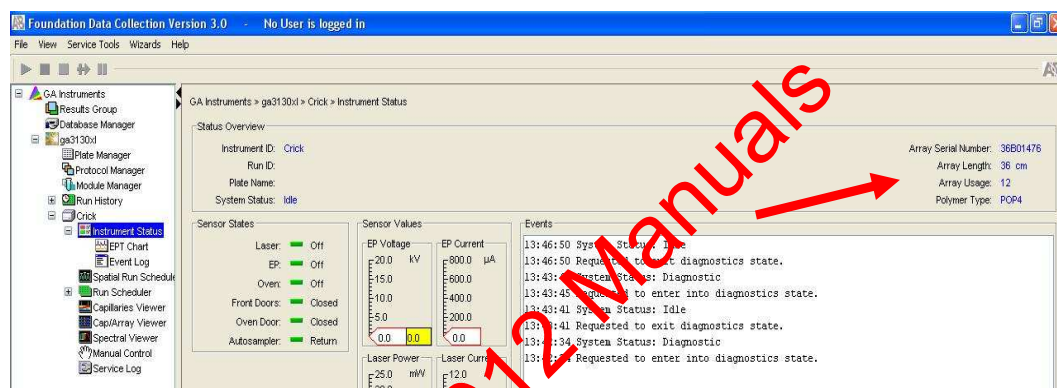 Foundation Data Collection Version 3.0 - No User is logged in
File View Service Tools Wizards Help
GA Instruments
Results Group
Database Manager
ga3130xl
Plate Manager
Protocol Manager
Module Manager
Run History
Crick
Instrument Status
EPT Chart
Event Log
Spatial Run Schedule
Run Scheduler
Capillaries Viewer
Cap/Array Viewer
Spectral Viewer
Manual Control
Service Log
GA Instruments > ga3130xl > Crick > Instrument Status
Status Overview
Instrument ID: Crick
Run ID:
Plate Name:
System Status: Idle
Array Serial Number: 36B01476
Array Length: 36 cm
Array Usage: 12
Polymer Type: POP4
Sensor States
Laser: Off
EP: Off
Oven: Off
Front Doors: Closed
Oven Door: Closed
Autosampler: Return
Sensor Values
EP Voltage
20.0 kV
15.0
10.0
5.0
0.0 0.0
EP Current
800.0 µA
600.0
400.0
200.0
0.0
Laser Power
25.0 mW
20.0
Laser Current
12.0
Events
13:46:50 System Status: Idle
13:46:50 Requested to exit diagnostics state.
13:43: System Status: Diagnostic
13:43:45 Requested to enter into diagnostics state.
13:43:41 System Status: Idle
:41 Requested to exit diagnostics state.
13: :34 System Status: Diagnostic
13: Requested to enter into diagnostics state.
2012 Manuals